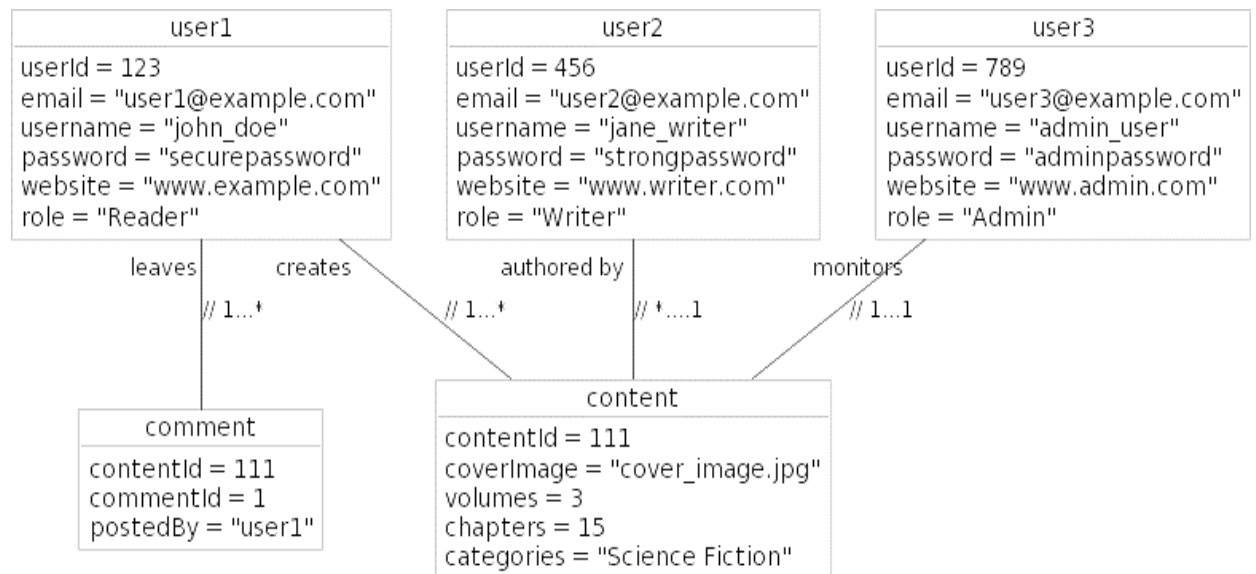 user1
userId = 123
email = "user1@example.com"
username = "john_doe"
password = "securepassword"
website = "www.example.com"
role = "Reader"
user2
userId = 456
email = "user2@example.com"
username = "jane_writer"
password = "strongpassword"
website = "www.writer.com"
role = "Writer"
user3
userId = 789
email = "user3@example.com"
username = "admin_user"
password = "adminpassword"
website = "www.admin.com"
role = "Admin"
leaves
creates
authored by
monitors
// 1...*
// 1...*
// *....1
// 1...1
comment
contentId = 111
commentId = 1
postedBy = "user1"
content
contentId = 111
coverImage = "cover_image.jpg"
volumes = 3
chapters = 15
categories = "Science Fiction"